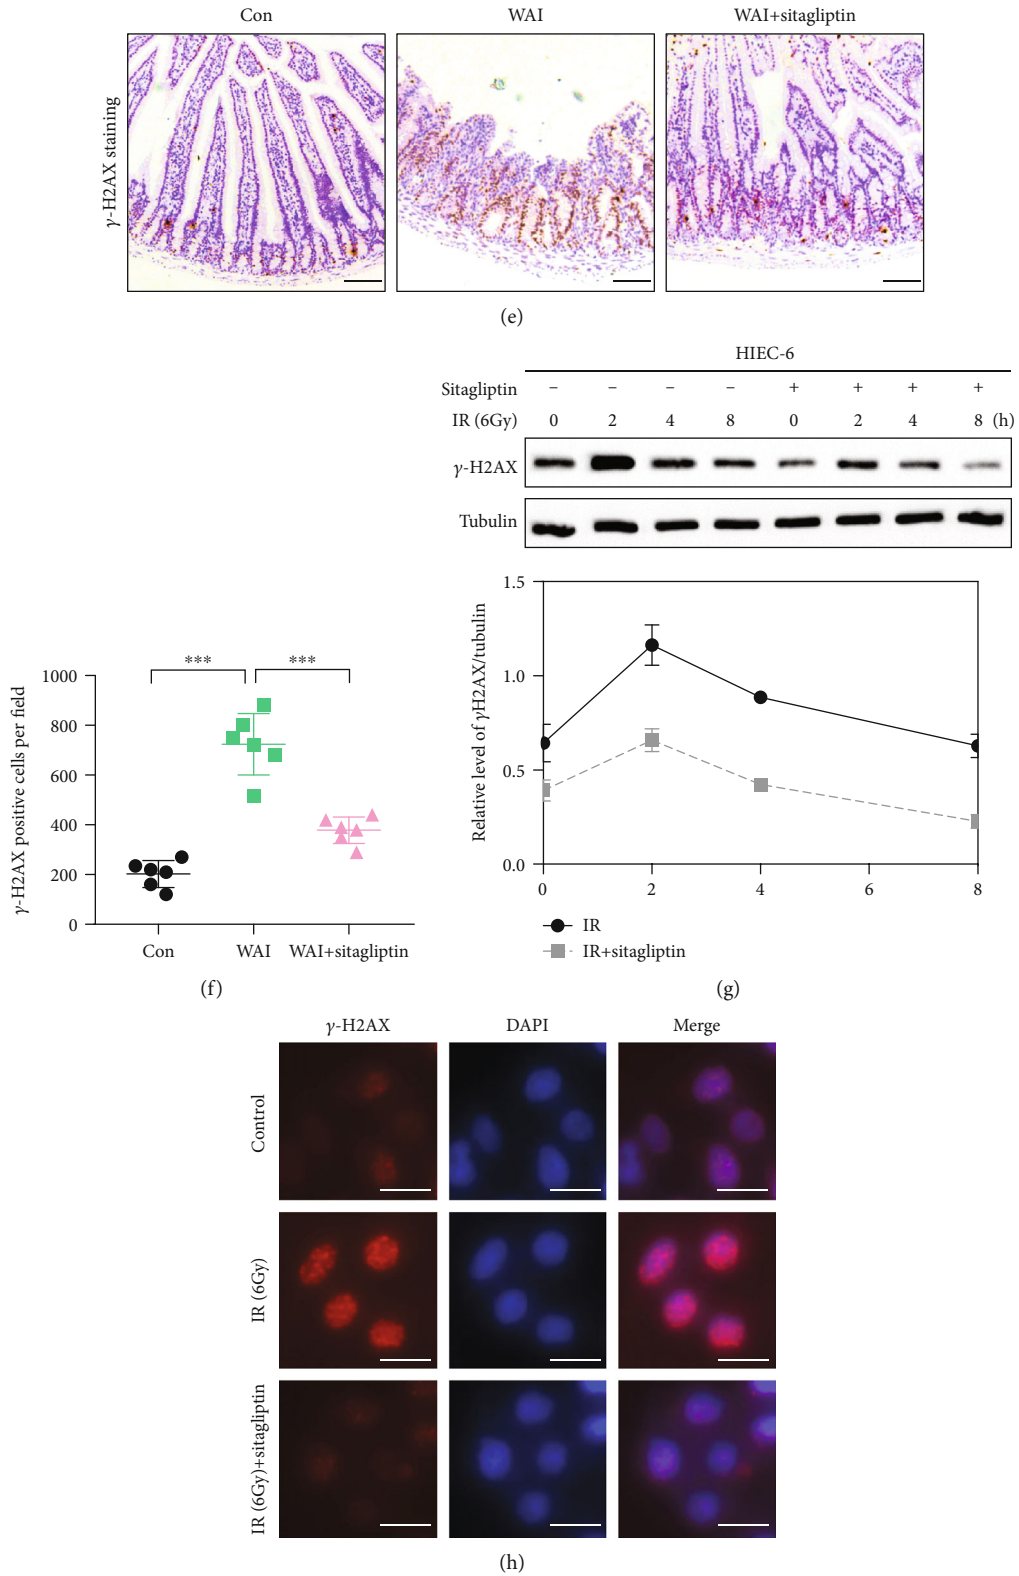 Con WAI WAI+sitagliptin
γ-H2AX staining
(e)
HIEC-6
Sitagliptin – – – – + + + +
IR (6Gy) 0 2 4 8 0 2 4 8 (h)
γ-H2AX
Tubulin
γ-H2AX positive cells per field
1000
800
600
400
200
0
*** ***
Con WAI WAI+sitagliptin
(f)
Relative level of γH2AX/tubulin
1.5
1.0
0.5
0.0
0 2 4 6 8
IR
IR+sitagliptin
(g)
γ-H2AX DAPI Merge
Control
IR (6Gy)
IR (6Gy)+sitagliptin
(h)